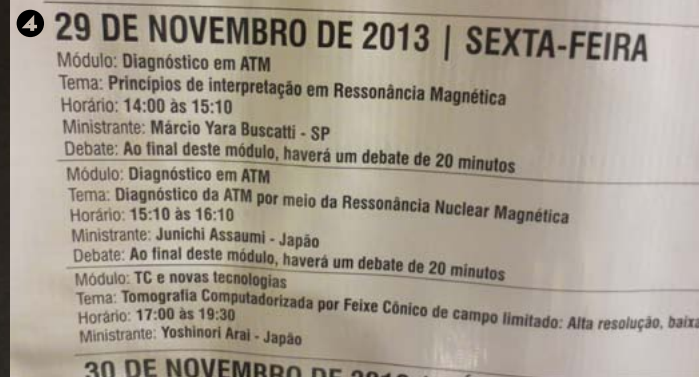 4
29 DE NOVEMBRO DE 2013 | SEXTA-FEIRA
Módulo: Diagnóstico em ATM
Tema: Princípios de interpretação em Ressonância Magnética
Horário: 14:00 às 15:10
Ministrante: Márcio Yara Buscatti - SP
Debate: Ao final deste módulo, haverá um debate de 20 minutos
Módulo: Diagnóstico em ATM
Tema: Diagnóstico da ATM por meio da Ressonância Nuclear Magnética
Horário: 15:10 às 16:10
Ministrante: Junichi Assaumi - Japão
Debate: Ao final deste módulo, haverá um debate de 20 minutos
Módulo: TC e novas tecnologias
Tema: Tomografia Computadorizada por Feixe Cônico de campo limitado: Alta resolução, baixa
Horário: 17:00 às 19:30
Ministrante: Yoshinori Arai - Japão
30 DE NOVEMBRO DE